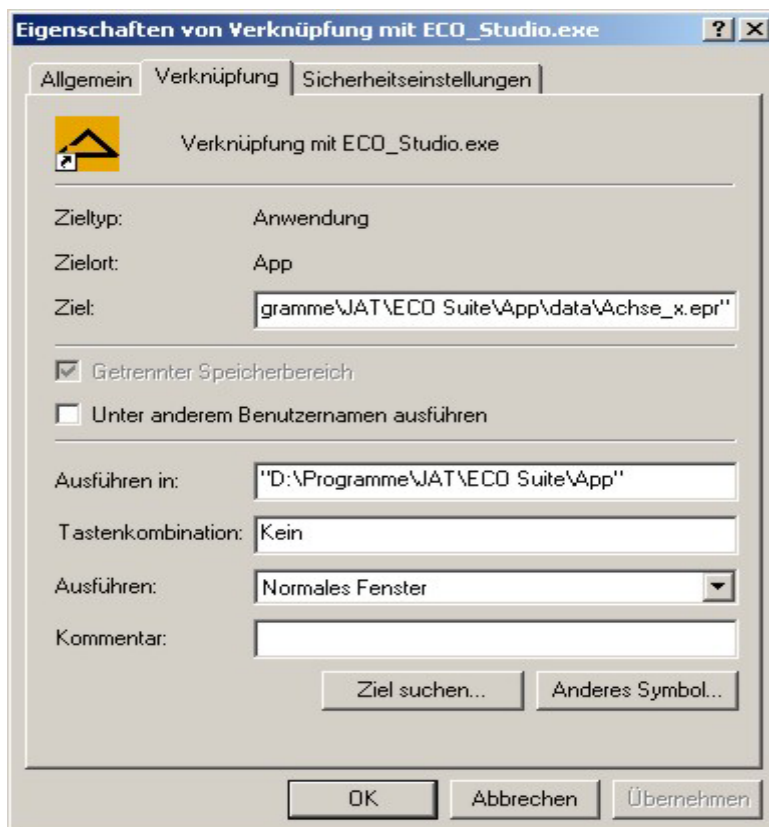 Eigenschaften von Verknüpfung mit ECO_Studio.exe
Allgemein Verknüpfung Sicherheitseinstellungen
Verknüpfung mit ECO_Studio.exe
Zieltyp: Anwendung
Zielort: App
Ziel: gramme\JAT\ECO Suite\App\data\Achse_x.epr"
Getrennter Speicherbereich
Unter anderem Benutzernamen ausführen
Ausführen in: "D:\Programme\JAT\ECO Suite\App"
Tastenkombination: Kein
Ausführen: Normales Fenster
Kommentar:
Ziel suchen... Anderes Symbol...
OK Abbrechen Übernehmen